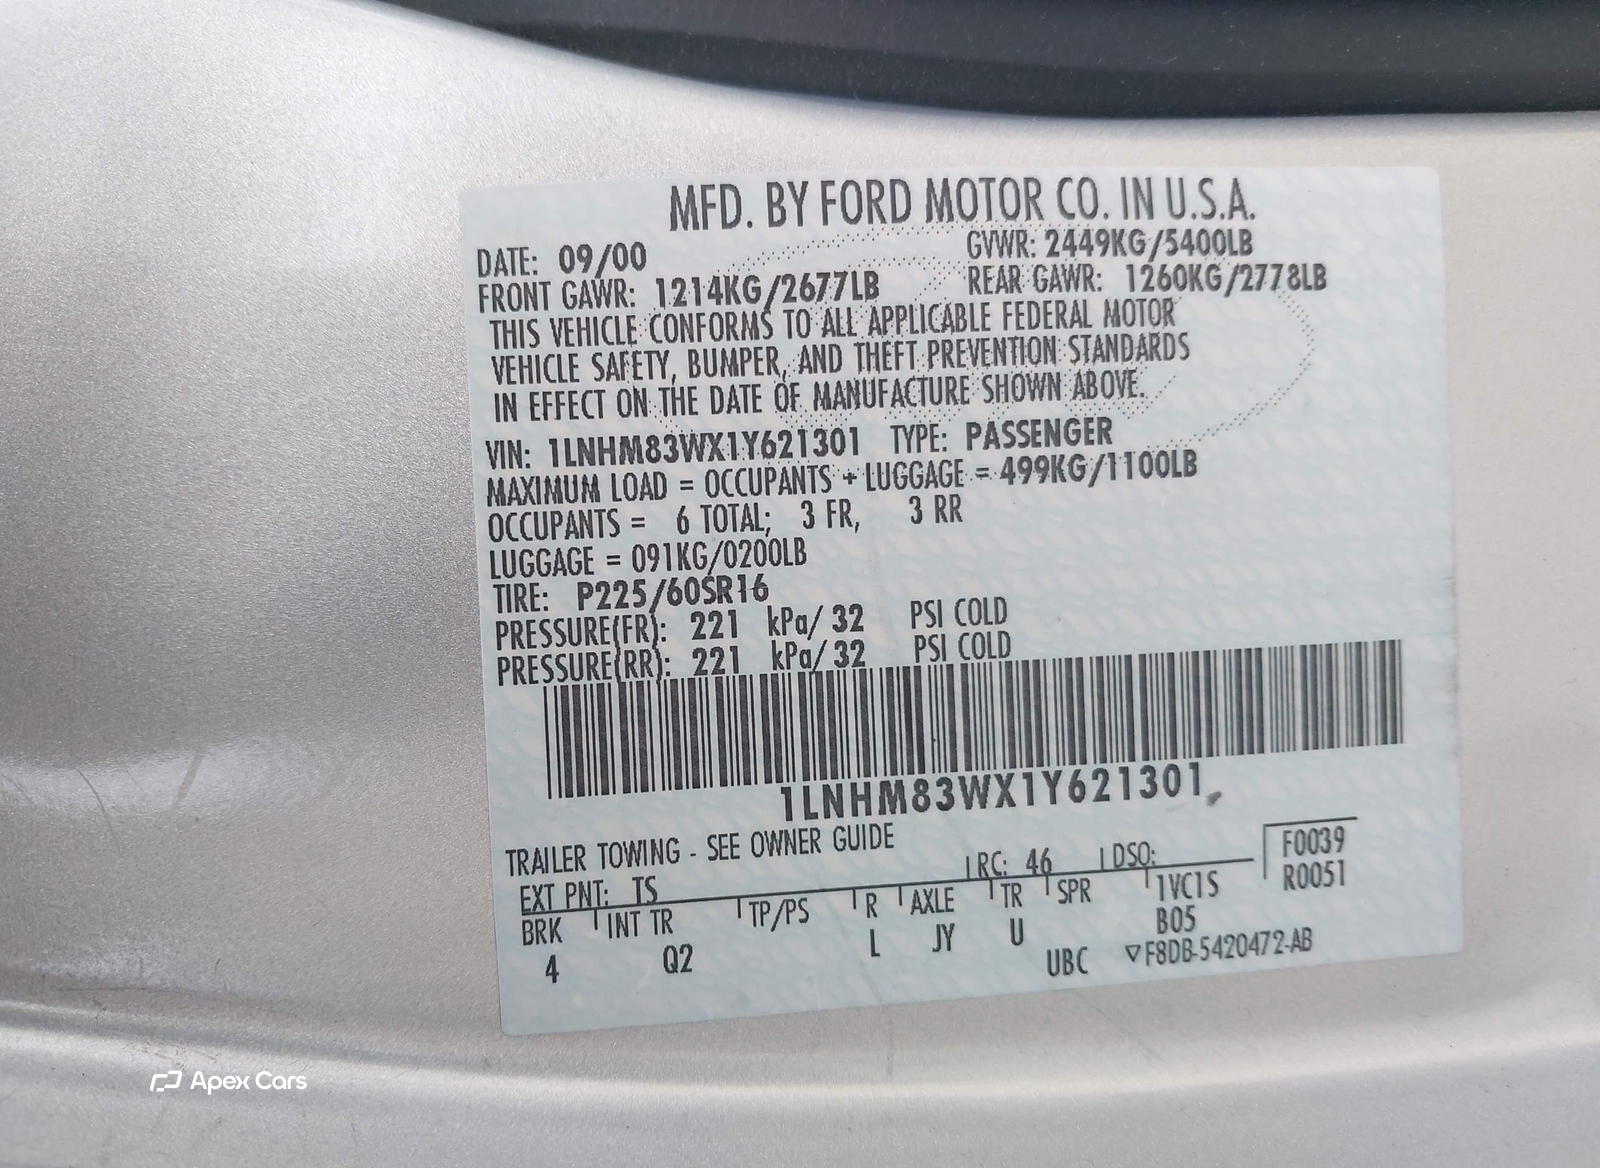 MFD. BY FORD MOTOR CO. IN U.S.A.
DATE: 09/00 GVWR: 2449KG/5400LB
FRONT GAWR: 1214KG/2677LB REAR GAWR: 1260KG/2778LB
THIS VEHICLE CONFORMS TO ALL APPLICABLE FEDERAL MOTOR
VEHICLE SAFETY, BUMPER, AND THEFT PREVENTION STANDARDS
IN EFFECT ON THE DATE OF MANUFACTURE SHOWN ABOVE.
VIN: 1LNHM83WX1Y621301 TYPE: PASSENGER
MAXIMUM LOAD = OCCUPANTS + LUGGAGE = 499KG/1100LB
OCCUPANTS = 6 TOTAL; 3 FR, 3 RR
LUGGAGE = 091KG/0200LB
TIRE: P225/60SR16
PRESSURE(FR): 221 kPa/ 32 PSI COLD
PRESSURE(RR): 221 kPa/ 32 PSI COLD
1LNHM83WX1Y621301
TRAILER TOWING - SEE OWNER GUIDE
EXT PNT: TS RC: 46 DSO: F0039
R0051
BRK INT TR TP/PS R AXLE TR SPR 1VC1S
4 Q2 L JY U B05
UBC ▽F8DB-5420472-AB
Apex Cars